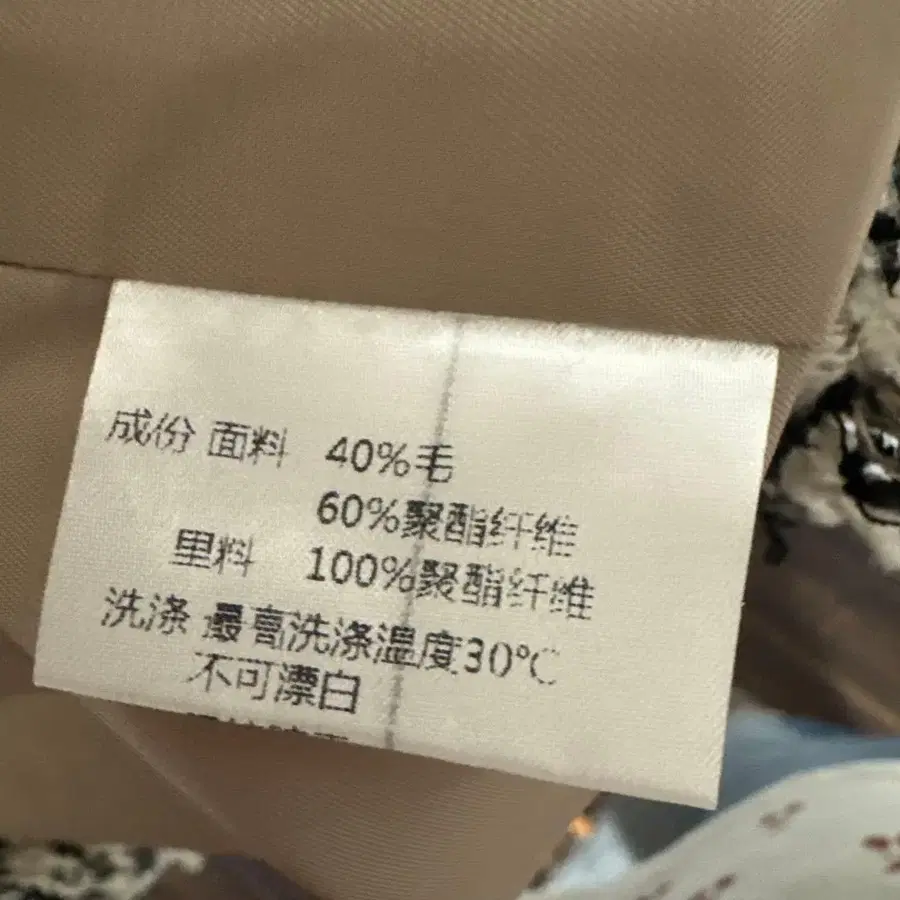 成份 面料 40%毛
60%聚酯纤维
里料 100%聚酯纤维
洗涤 最高洗涤温度30℃
不可漂白